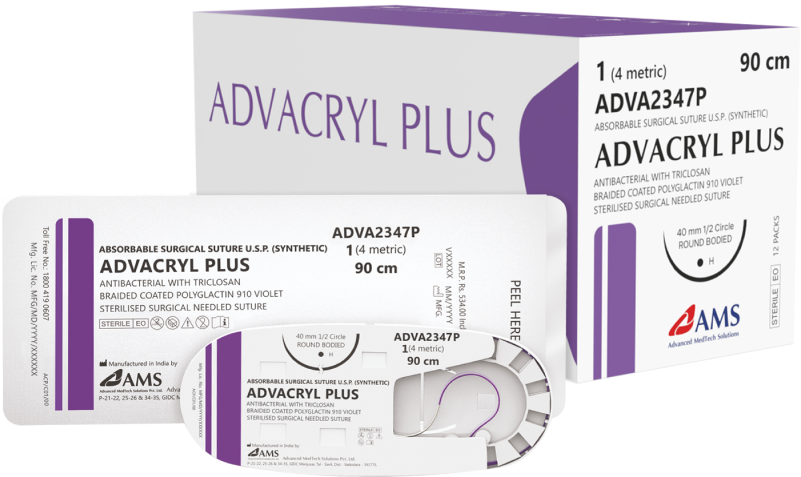 ADVACRYL PLUS
1 (4 metric)
90 cm
ADVA2347P
ABSORBABLE SURGICAL SUTURE U.S.P. (SYNTHETIC)
ADVACRYL PLUS
ANTIBACTERIAL WITH TRICLOSAN
BRAIDED COATED POLYGLACTIN 910 VIOLET
STERILISED SURGICAL NEEDLED SUTURE
40 mm 1/2 Circle
ROUND BODIED
H
STERILE EO 12 PACKS
AMS
Advanced MedTech Solutions
Toll Free No.: 1800 419 0607
Mfg. Lic. No. MFG/MD/YYYY/XXXXXX
ADVA2347P
ABSORBABLE SURGICAL SUTURE U.S.P. (SYNTHETIC)
1 (4 metric)
ADVACRYL PLUS
90 cm
ANTIBACTERIAL WITH TRICLOSAN
BRAIDED COATED POLYGLACTIN 910 VIOLET
STERILISED SURGICAL NEEDLED SUTURE
STERILE EO
M.R.P. Rs. 534.00
LOT VXXXXX
MFG. MM/YYYY
PEEL HERE
Manufactured in India by
AMS
Advanced MedTech Solutions Pvt. Ltd.
P-21-22, 25-26 & 34-35, GIDC
40 mm 1/2 Circle
ROUND BODIED
H
ADVA2347P
1 (4 metric)
90 cm
ABSORBABLE SURGICAL SUTURE U.S.P. (SYNTHETIC)
ADVACRYL PLUS
ANTIBACTERIAL WITH TRICLOSAN
BRAIDED COATED POLYGLACTIN 910 VIOLET
STERILISED SURGICAL NEEDLED SUTURE
STERILE EO
Manufactured in India by
AMS
Advanced MedTech Solutions Pvt. Ltd.